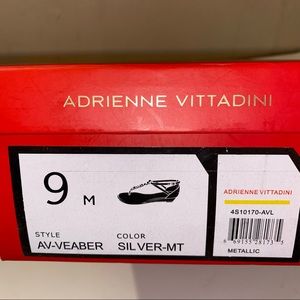 ADRIENNE VITTADINI
9 M
ADRIENNE VITTADINI
4S10170-AVL
STYLE COLOR
AV-VEABER SILVER-MT
METALLIC